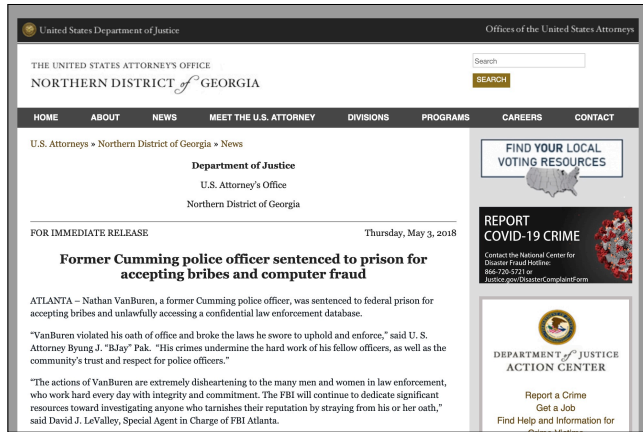 United States Department of Justice
Offices of the United States Attorneys
THE UNITED STATES ATTORNEY'S OFFICE
NORTHERN DISTRICT of GEORGIA
Search
SEARCH
HOME ABOUT NEWS MEET THE U.S. ATTORNEY DIVISIONS PROGRAMS CAREERS CONTACT
U.S. Attorneys » Northern District of Georgia » News
Department of Justice
U.S. Attorney's Office
Northern District of Georgia
FOR IMMEDIATE RELEASE
Thursday, May 3, 2018
Former Cumming police officer sentenced to prison for
accepting bribes and computer fraud
ATLANTA – Nathan VanBuren, a former Cumming police officer, was sentenced to federal prison for
accepting bribes and unlawfully accessing a confidential law enforcement database.
“VanBuren violated his oath of office and broke the laws he swore to uphold and enforce,” said U. S.
Attorney Byung J. “BJay” Pak.  “His crimes undermine the hard work of his fellow officers, as well as the
community’s trust and respect for police officers.”
“The actions of VanBuren are extremely disheartening to the many men and women in law enforcement,
who work hard every day with integrity and commitment. The FBI will continue to dedicate significant
resources toward investigating anyone who tarnishes their reputation by straying from his or her oath,”
said David J. LeValley, Special Agent in Charge of FBI Atlanta.
FIND YOUR LOCAL
VOTING RESOURCES
REPORT
COVID-19 CRIME
Contact the National Center for
Disaster Fraud Hotline:
866-720-5721 or
Justice.gov/DisasterComplaintForm
DEPARTMENT of JUSTICE
ACTION CENTER
Report a Crime
Get a Job
Find Help and Information for
Crime Victims